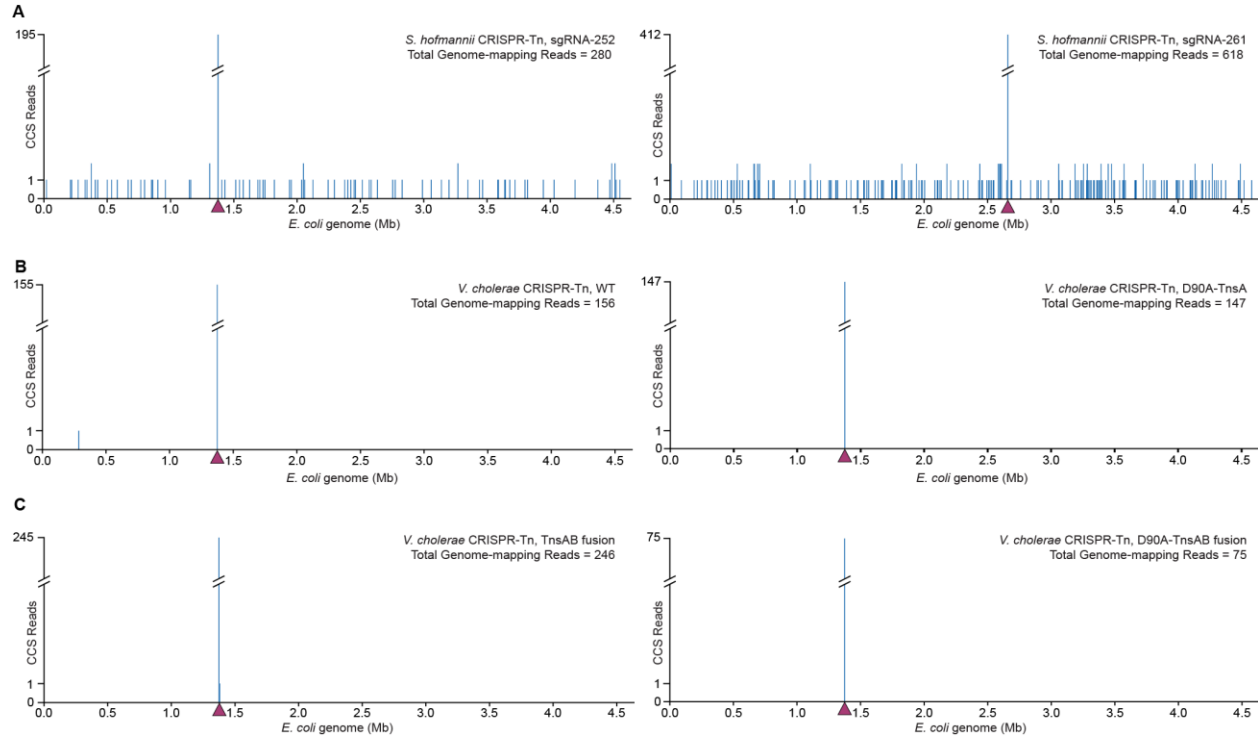 A
195
S. hofmannii CRISPR-Tn, sgRNA-252
Total Genome-mapping Reads = 280
CCS Reads
1
0
0.0 0.5 1.0 1.5 2.0 2.5 3.0 3.5 4.0 4.5
E. coli genome (Mb)
412
S. hofmannii CRISPR-Tn, sgRNA-261
Total Genome-mapping Reads = 618
CCS Reads
1
0
0.0 0.5 1.0 1.5 2.0 2.5 3.0 3.5 4.0 4.5
E. coli genome (Mb)
B
155
V. cholerae CRISPR-Tn, WT
Total Genome-mapping Reads = 156
CCS Reads
1
0
0.0 0.5 1.0 1.5 2.0 2.5 3.0 3.5 4.0 4.5
E. coli genome (Mb)
147
V. cholerae CRISPR-Tn, D90A-TnsA
Total Genome-mapping Reads = 147
CCS Reads
1
0
0.0 0.5 1.0 1.5 2.0 2.5 3.0 3.5 4.0 4.5
E. coli genome (Mb)
C
245
V. cholerae CRISPR-Tn, TnsAB fusion
Total Genome-mapping Reads = 246
CCS Reads
1
0
0.0 0.5 1.0 1.5 2.0 2.5 3.0 3.5 4.0 4.5
E. coli genome (Mb)
75
V. cholerae CRISPR-Tn, D90A-TnsAB fusion
Total Genome-mapping Reads = 75
CCS Reads
1
0
0.0 0.5 1.0 1.5 2.0 2.5 3.0 3.5 4.0 4.5
E. coli genome (Mb)